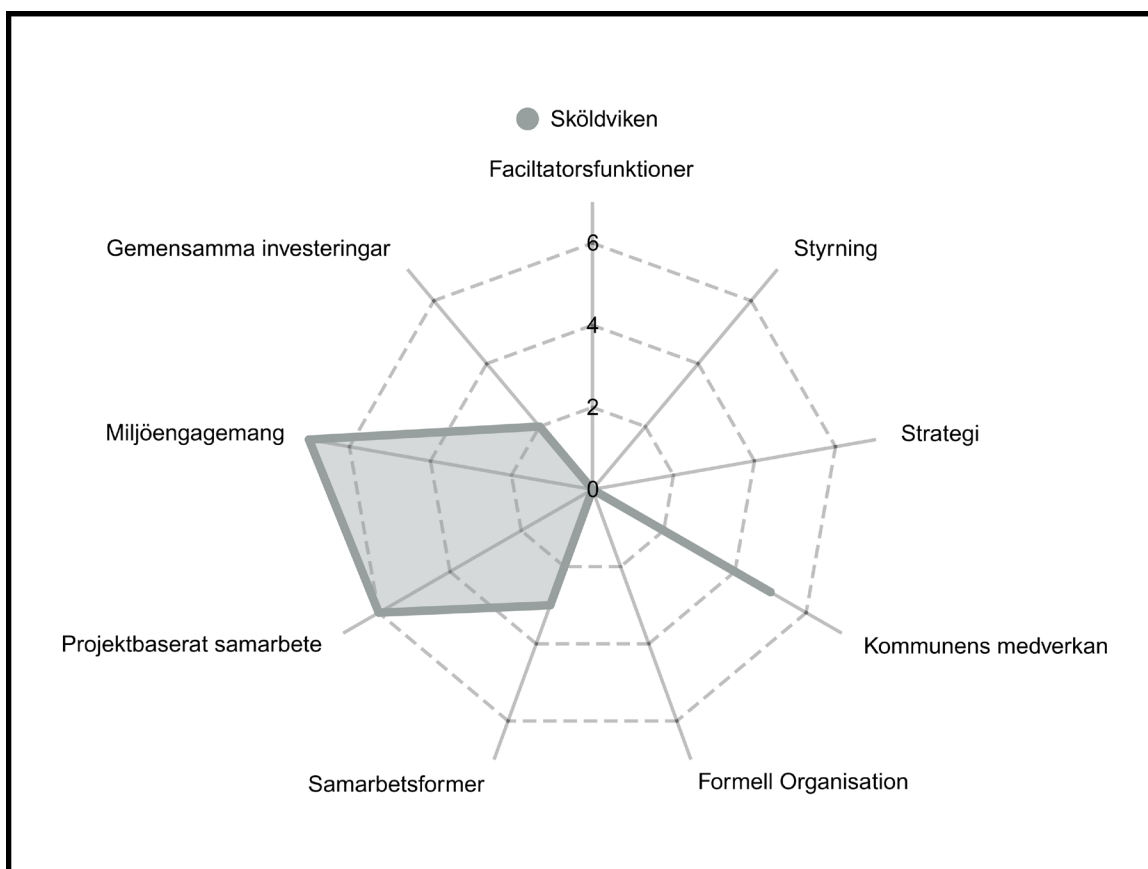 Sköldviken
Faciltatorsfunktioner
Gemensamma investeringar
Styrning
6
4
2
0
Miljöengagemang
Strategi
Projektbaserat samarbete
Kommunens medverkan
Samarbetsformer
Formell Organisation